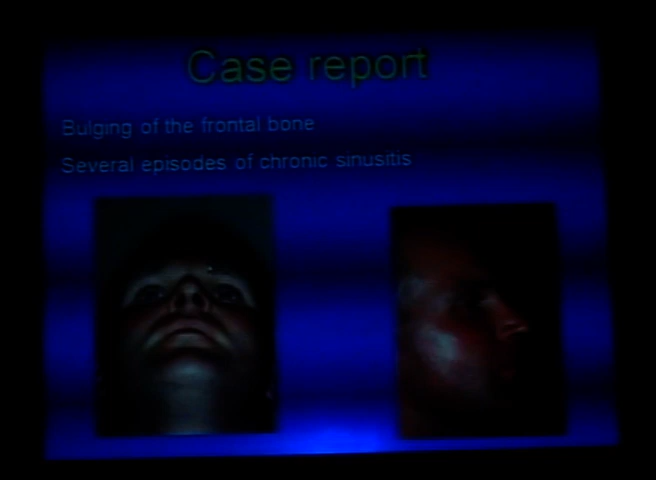 Case report
Bulging of the frontal bone
Several episodes of chronic sinusitis